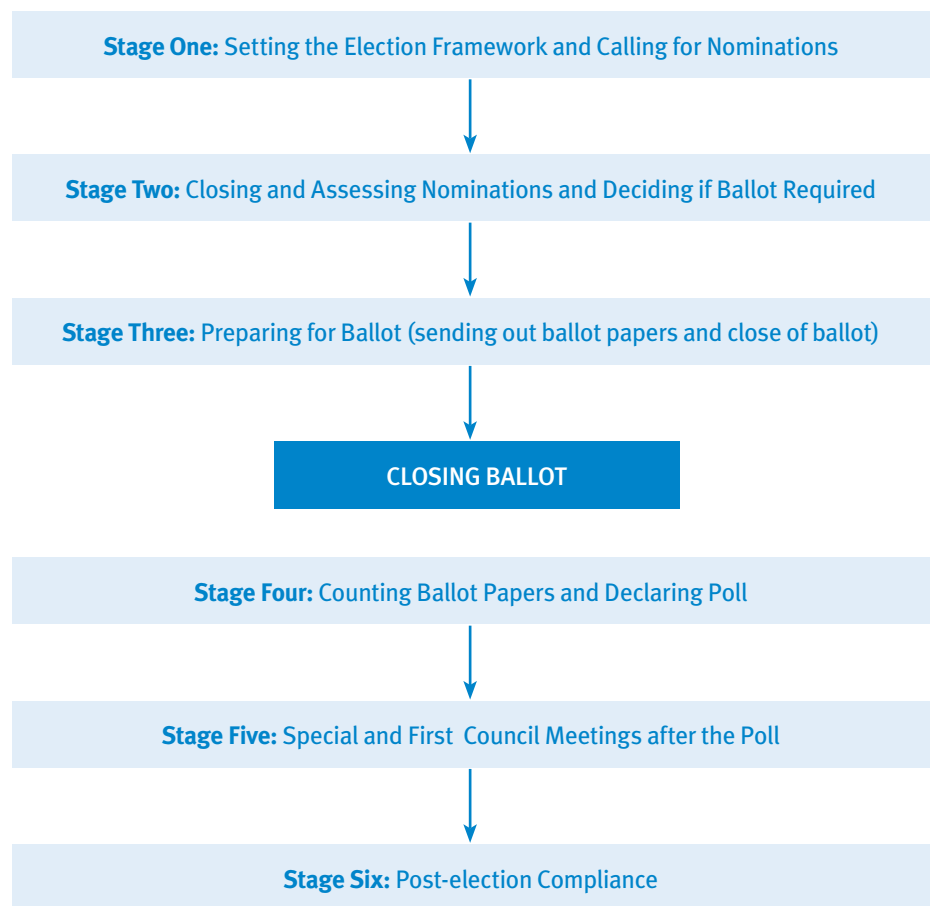 Stage One: Setting the Election Framework and Calling for Nominations
Stage Two: Closing and Assessing Nominations and Deciding if Ballot Required
Stage Three: Preparing for Ballot (sending out ballot papers and close of ballot)
CLOSING BALLOT
Stage Four: Counting Ballot Papers and Declaring Poll
Stage Five: Special and First Council Meetings after the Poll
Stage Six: Post-election Compliance